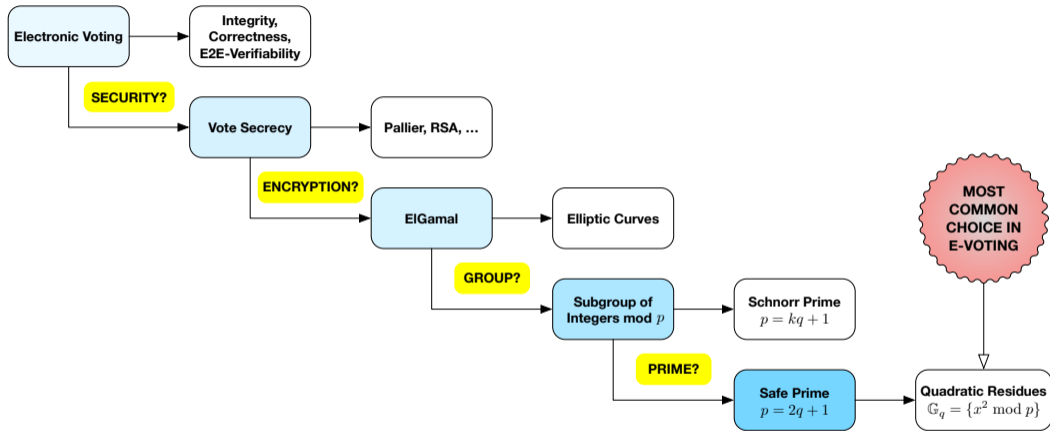 Electronic Voting
Integrity,
Correctness,
E2E-Verifiability
SECURITY?
Vote Secrecy
Pallier, RSA, ...
ENCRYPTION?
ElGamal
Elliptic Curves
MOST
COMMON
CHOICE IN
E-VOTING
GROUP?
Subgroup of
Integers mod p
Schnorr Prime
p = kq + 1
PRIME?
Safe Prime
p = 2q + 1
Quadratic Residues
𝔾_q = {x² mod p}